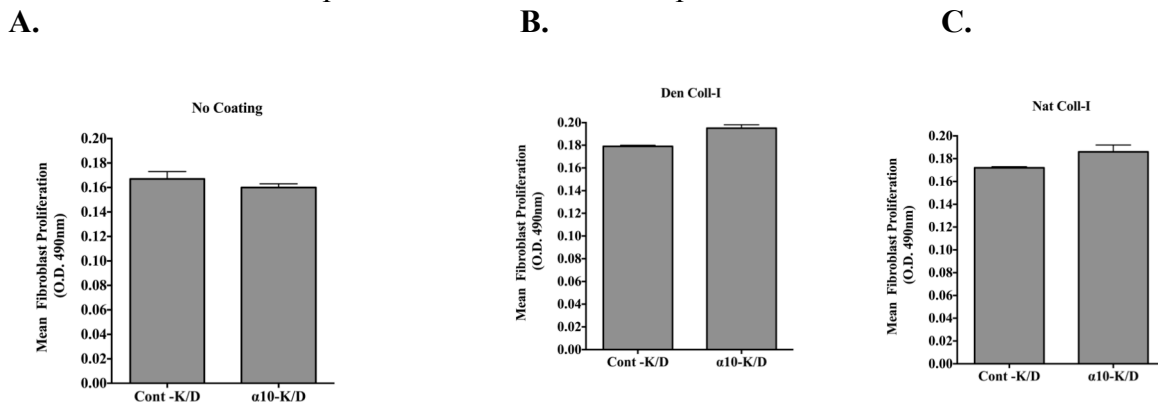 A.
B.
C.
No Coating
Mean Fibroblast Proliferation
(O.D. 490nm)
0.20
0.18
0.16
0.14
0.12
0.10
0.08
0.06
0.04
0.02
0.00
Cont -K/D α10-K/D
Den Coll-I
Mean Fibroblast Proliferation
(O.D. 490nm)
0.20
0.18
0.16
0.14
0.12
0.10
0.08
0.06
0.04
0.02
0.00
Cont -K/D α10-K/D
Nat Coll-I
Mean Fibroblast Proliferation
(O.D. 490nm)
0.20
0.18
0.16
0.14
0.12
0.10
0.08
0.06
0.04
0.02
0.00
Cont -K/D α10-K/D